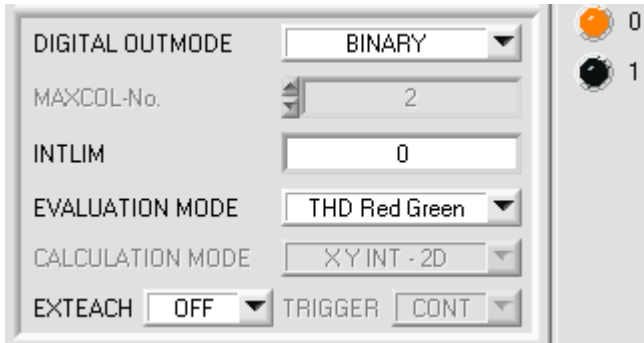 DIGITAL OUTMODE BINARY
MAXCOL-No. 2
INTLIM 0
EVALUATION MODE THD Red Green
CALCULATION MODE X Y INT - 2D
EXTEACH OFF TRIGGER CONT
0
1